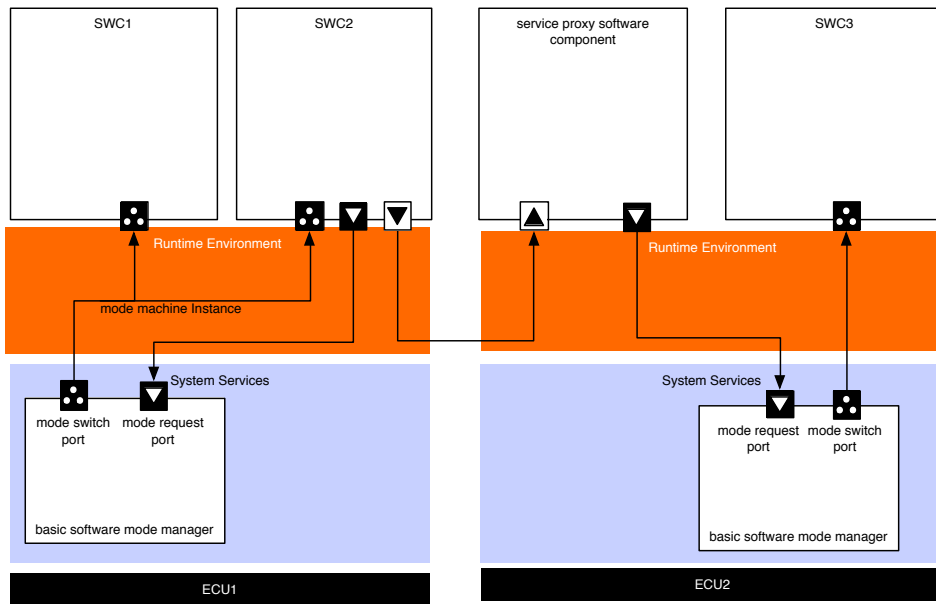 SWC1
SWC2
service proxy software
component
SWC3
Runtime Environment
Runtime Environment
mode machine Instance
System Services
System Services
mode switch
port
mode request
port
mode request
port
mode switch
port
basic software mode manager
basic software mode manager
ECU1
ECU2